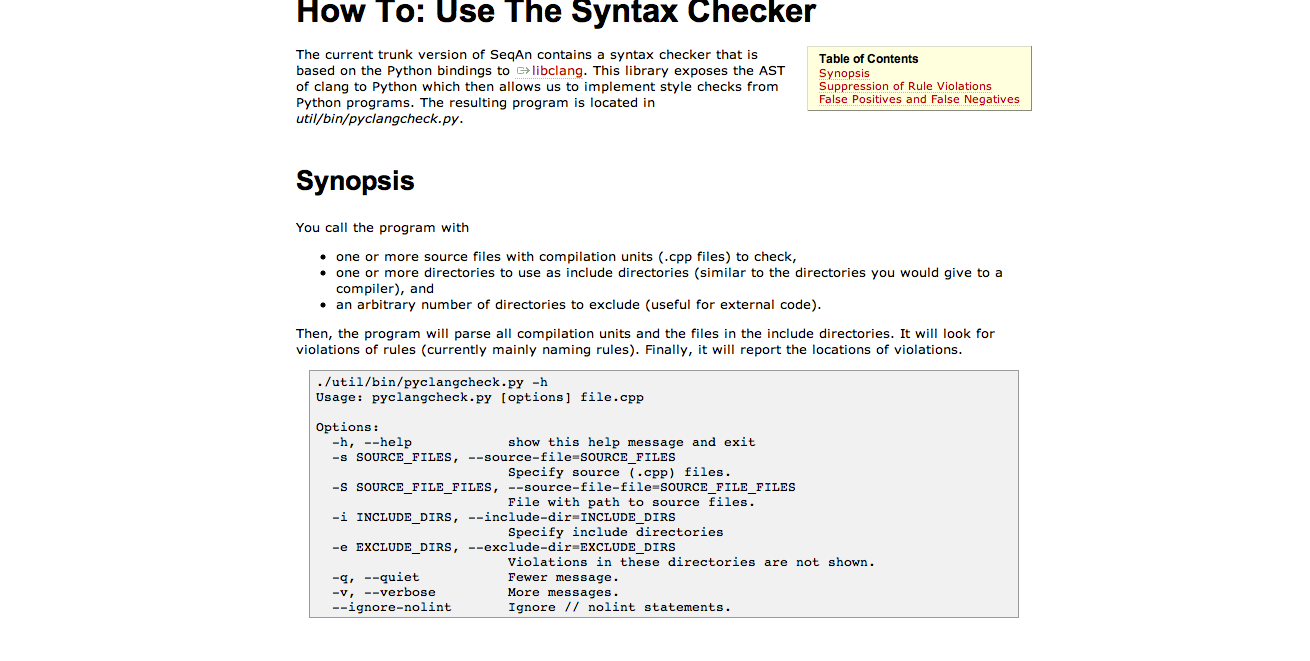 How To: Use The Syntax Checker
The current trunk version of SeqAn contains a syntax checker that is
based on the Python bindings to libclang. This library exposes the AST
of clang to Python which then allows us to implement style checks from
Python programs. The resulting program is located in
util/bin/pyclangcheck.py.
Table of Contents
Synopsis
Suppression of Rule Violations
False Positives and False Negatives
Synopsis
You call the program with
• one or more source files with compilation units (.cpp files) to check,
• one or more directories to use as include directories (similar to the directories you would give to a
compiler), and
• an arbitrary number of directories to exclude (useful for external code).
Then, the program will parse all compilation units and the files in the include directories. It will look for
violations of rules (currently mainly naming rules). Finally, it will report the locations of violations.
./util/bin/pyclangcheck.py -h
Usage: pyclangcheck.py [options] file.cpp
Options:
-h, --help show this help message and exit
-s SOURCE_FILES, --source-file=SOURCE_FILES
Specify source (.cpp) files.
-S SOURCE_FILE_FILES, --source-file-file=SOURCE_FILE_FILES
File with path to source files.
-i INCLUDE_DIRS, --include-dir=INCLUDE_DIRS
Specify include directories
-e EXCLUDE_DIRS, --exclude-dir=EXCLUDE_DIRS
Violations in these directories are not shown.
-q, --quiet Fewer message.
-v, --verbose More messages.
--ignore-nolint Ignore // nolint statements.